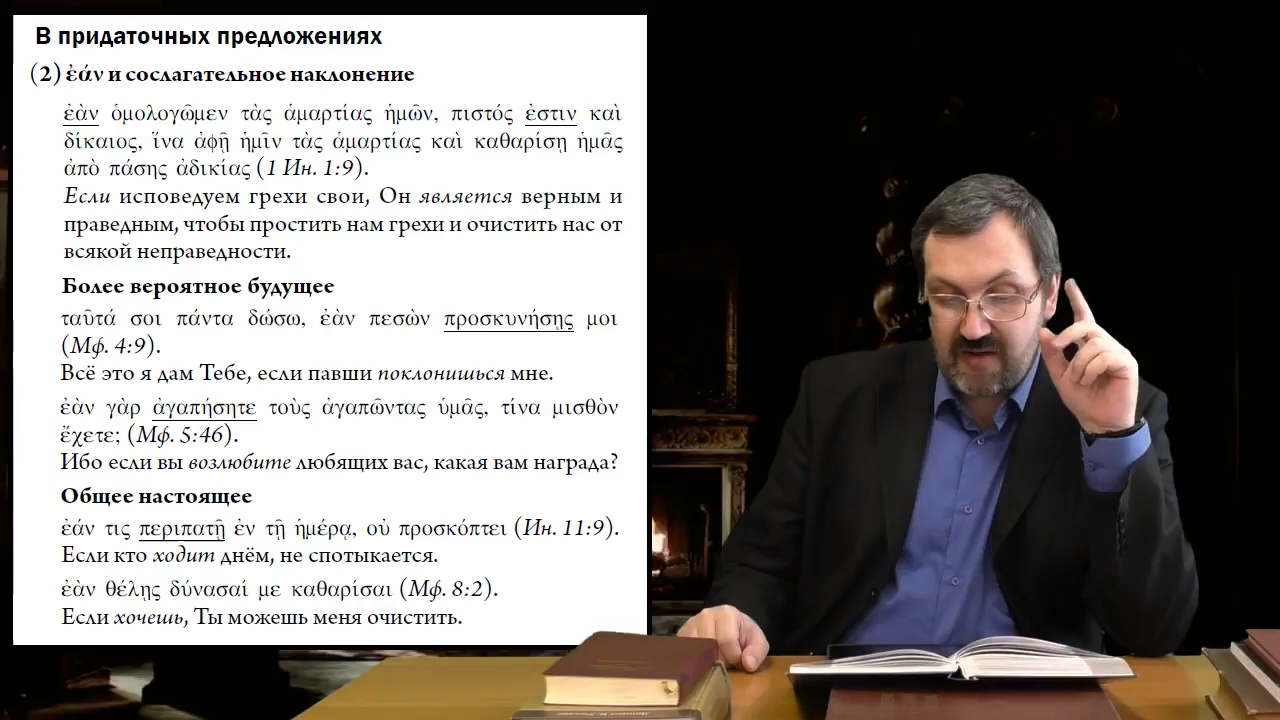 В придаточных предложениях
(2) ἐάν и сослагательное наклонение
ἐὰν ὁμολογῶμεν τὰς ἁμαρτίας ἡμῶν, πιστός ἐστιν καὶ
δίκαιος, ἵνα ἀφῇ ἡμῖν τὰς ἁμαρτίας καὶ καθαρίσῃ ἡμᾶς
ἀπὸ πάσης ἀδικίας (1 Ин. 1:9).
Если исповедуем грехи свои, Он является верным и
праведным, чтобы простить нам грехи и очистить нас от
всякой неправедности.
Более вероятное будущее
ταῦτά σοι πάντα δώσω, ἐὰν πεσὼν προσκυνήσῃς μοι
(Мф. 4:9).
Всё это я дам Тебе, если павши поклонишься мне.
ἐὰν γὰρ ἀγαπήσητε τοὺς ἀγαπῶντας ὑμᾶς, τίνα μισθὸν
ἔχετε; (Мф. 5:46).
Ибо если вы возлюбите любящих вас, какая вам награда?
Общее настоящее
ἐάν τις περιπατῇ ἐν τῇ ἡμέρᾳ, οὐ προσκόπτει (Ин. 11:9).
Если кто ходит днём, не спотыкается.
ἐὰν θέλῃς δύνασαί με καθαρίσαι (Мф. 8:2).
Если хочешь, Ты можешь меня очистить.